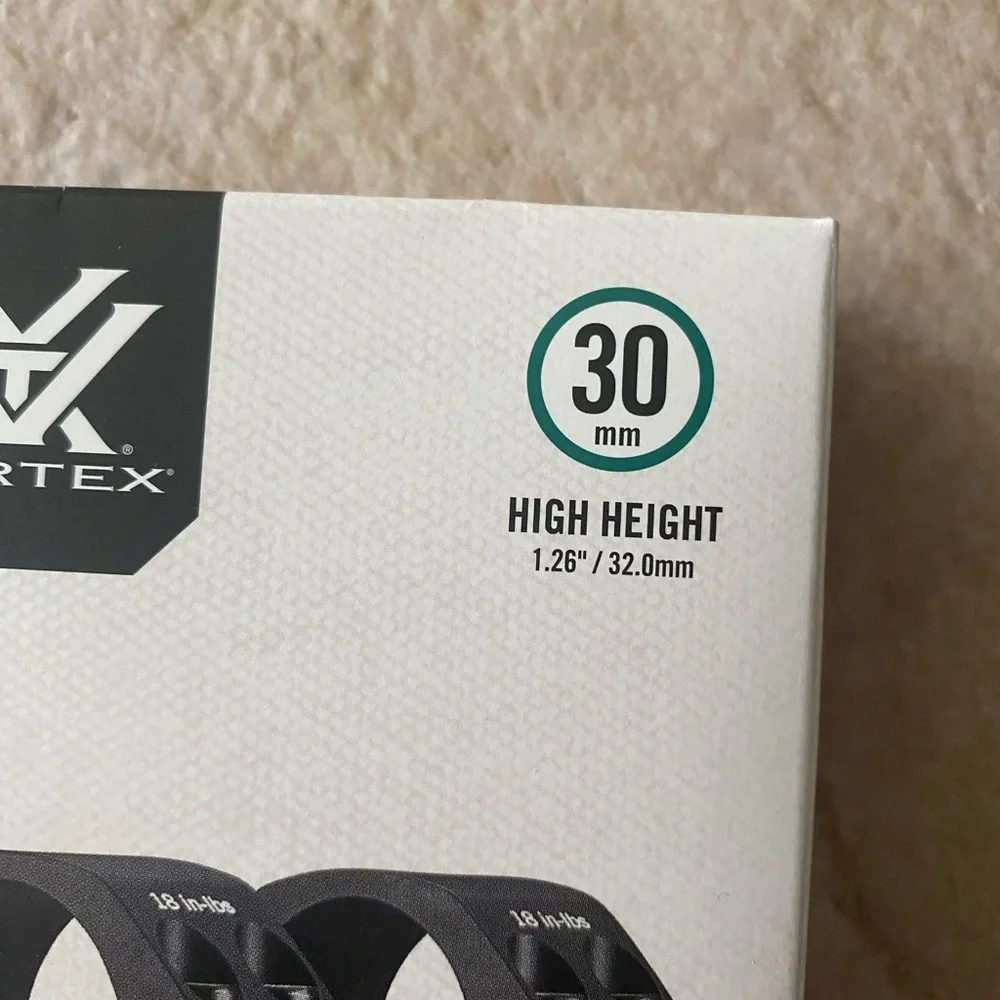 RTEX®
30
mm
HIGH HEIGHT
1.26" / 32.0mm
18 in-lbs
18 in-lbs